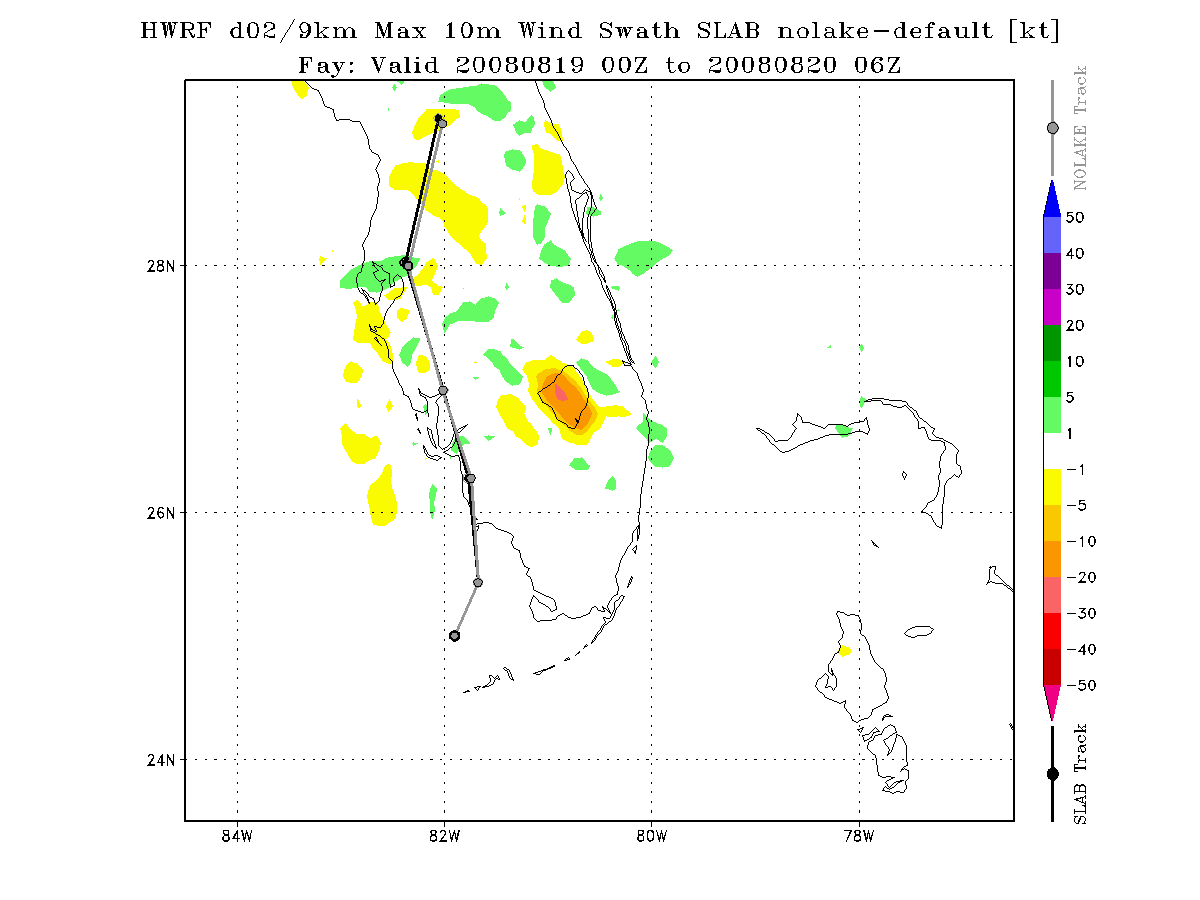 HWRF d02/9km Max 10m Wind Swath SLAB nolake-default [kt]
Fay: Valid 20080819 00Z to 20080820 06Z
28N
26N
24N
84W
82W
80W
78W
NOLAKE Track
50
40
30
20
10
5
1
-1
-5
-10
-20
-30
-40
-50
SLAB Track